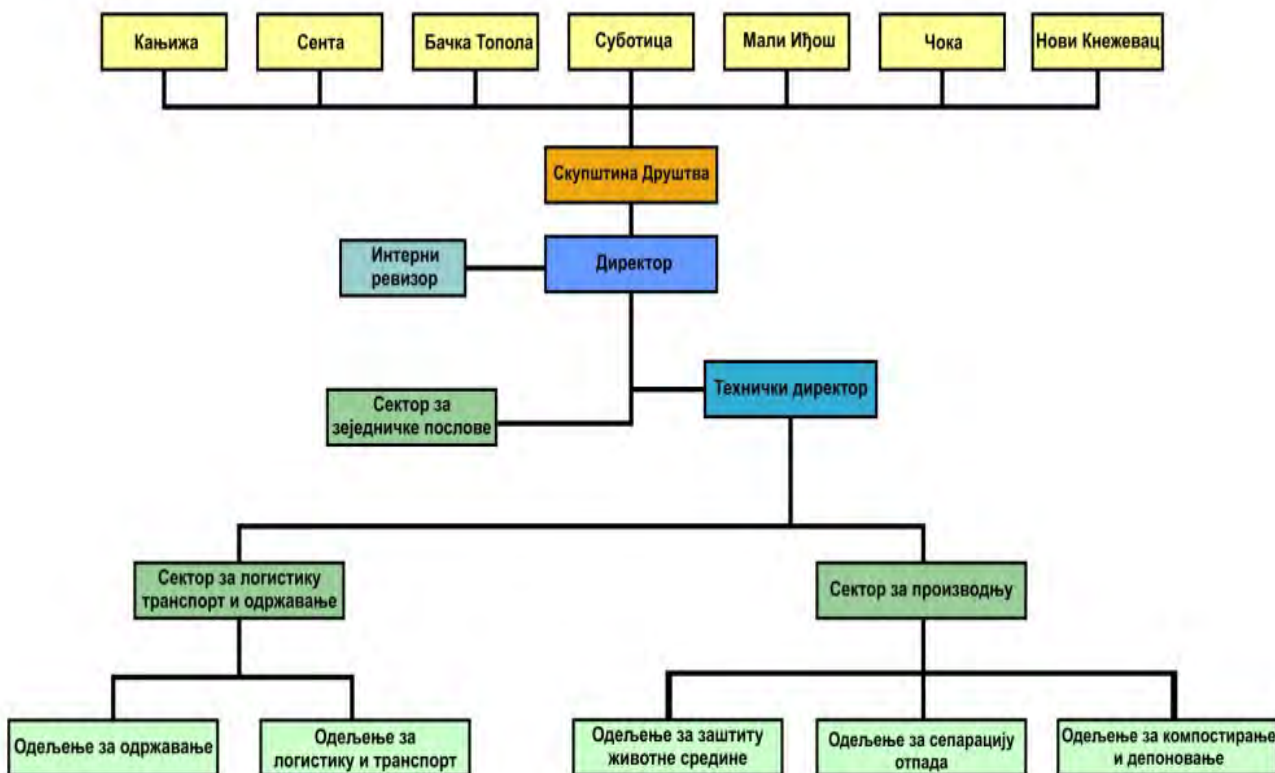 Кањижа
Сента
Бачка Топола
Суботица
Мали Иђош
Чока
Нови Кнежевац
Скупштина Друштва
Интерни
ревизор
Директор
Технички директор
Сектор за
зеједничке послове
Сектор за логистику
транспорт и одржавање
Сектор за производњу
Одељење за одржавање
Одељење за
логистику и транспорт
Одељење за заштиту
животне средине
Одељење за сепарацију
отпада
Одељење за компостирање
и депоновање